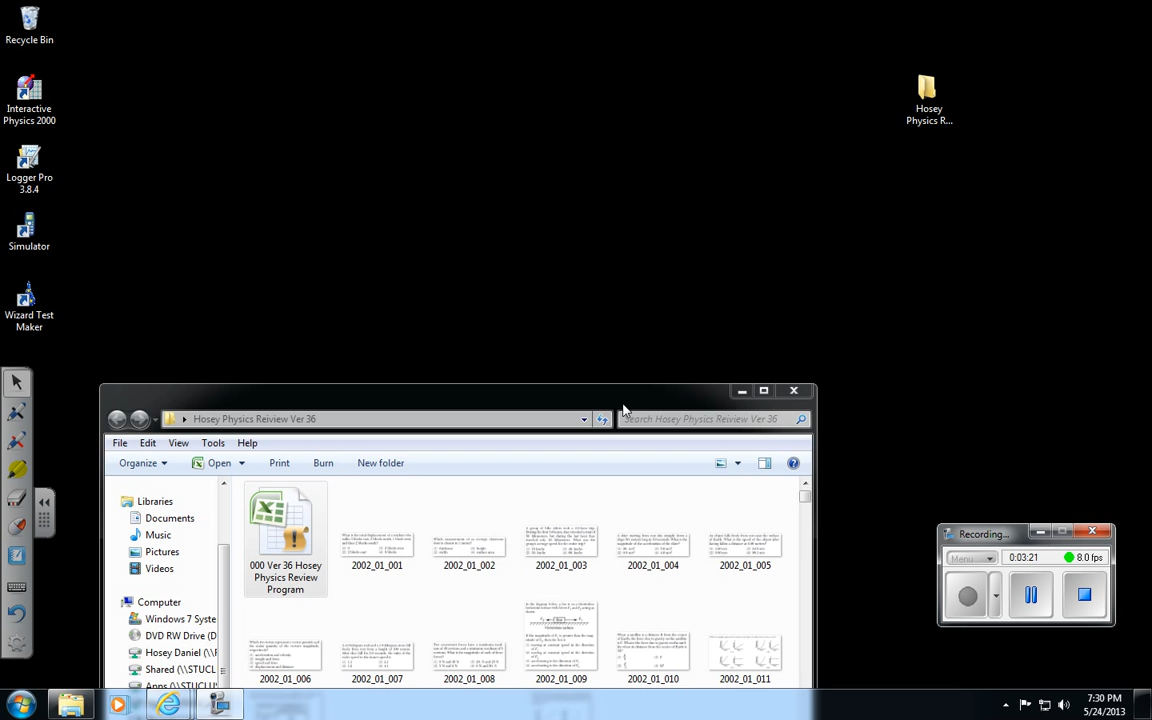 Recycle Bin
Interactive
Physics 2000
Logger Pro
3.8.4
Simulator
Wizard Test
Maker
Hosey
Physics R...
Hosey Physics Reiview Ver 36
Search Hosey Physics Reiview Ver 36
File Edit View Tools Help
Organize Open Print Burn New folder
Libraries
Documents
Music
Pictures
Videos
Computer
Windows 7 Syste
DVD RW Drive (D
Hosey Daniel (\\F
Shared (\\STUCLU
Apps (\\STUCLU
000 Ver 36 Hosey
Physics Review
Program
2002_01_001
2002_01_002
2002_01_003
2002_01_004
2002_01_005
2002_01_006
2002_01_007
2002_01_008
2002_01_009
2002_01_010
2002_01_011
Recording...
Menu 0:03:21 8.0 fps
7:30 PM
5/24/2013